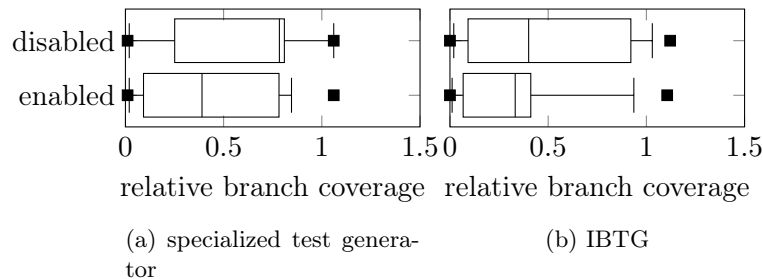 disabled
enabled
0 0.5 1 1.5 0 0.5 1 1.5
relative branch coverage relative branch coverage
(a) specialized test genera- (b) IBTG
tor